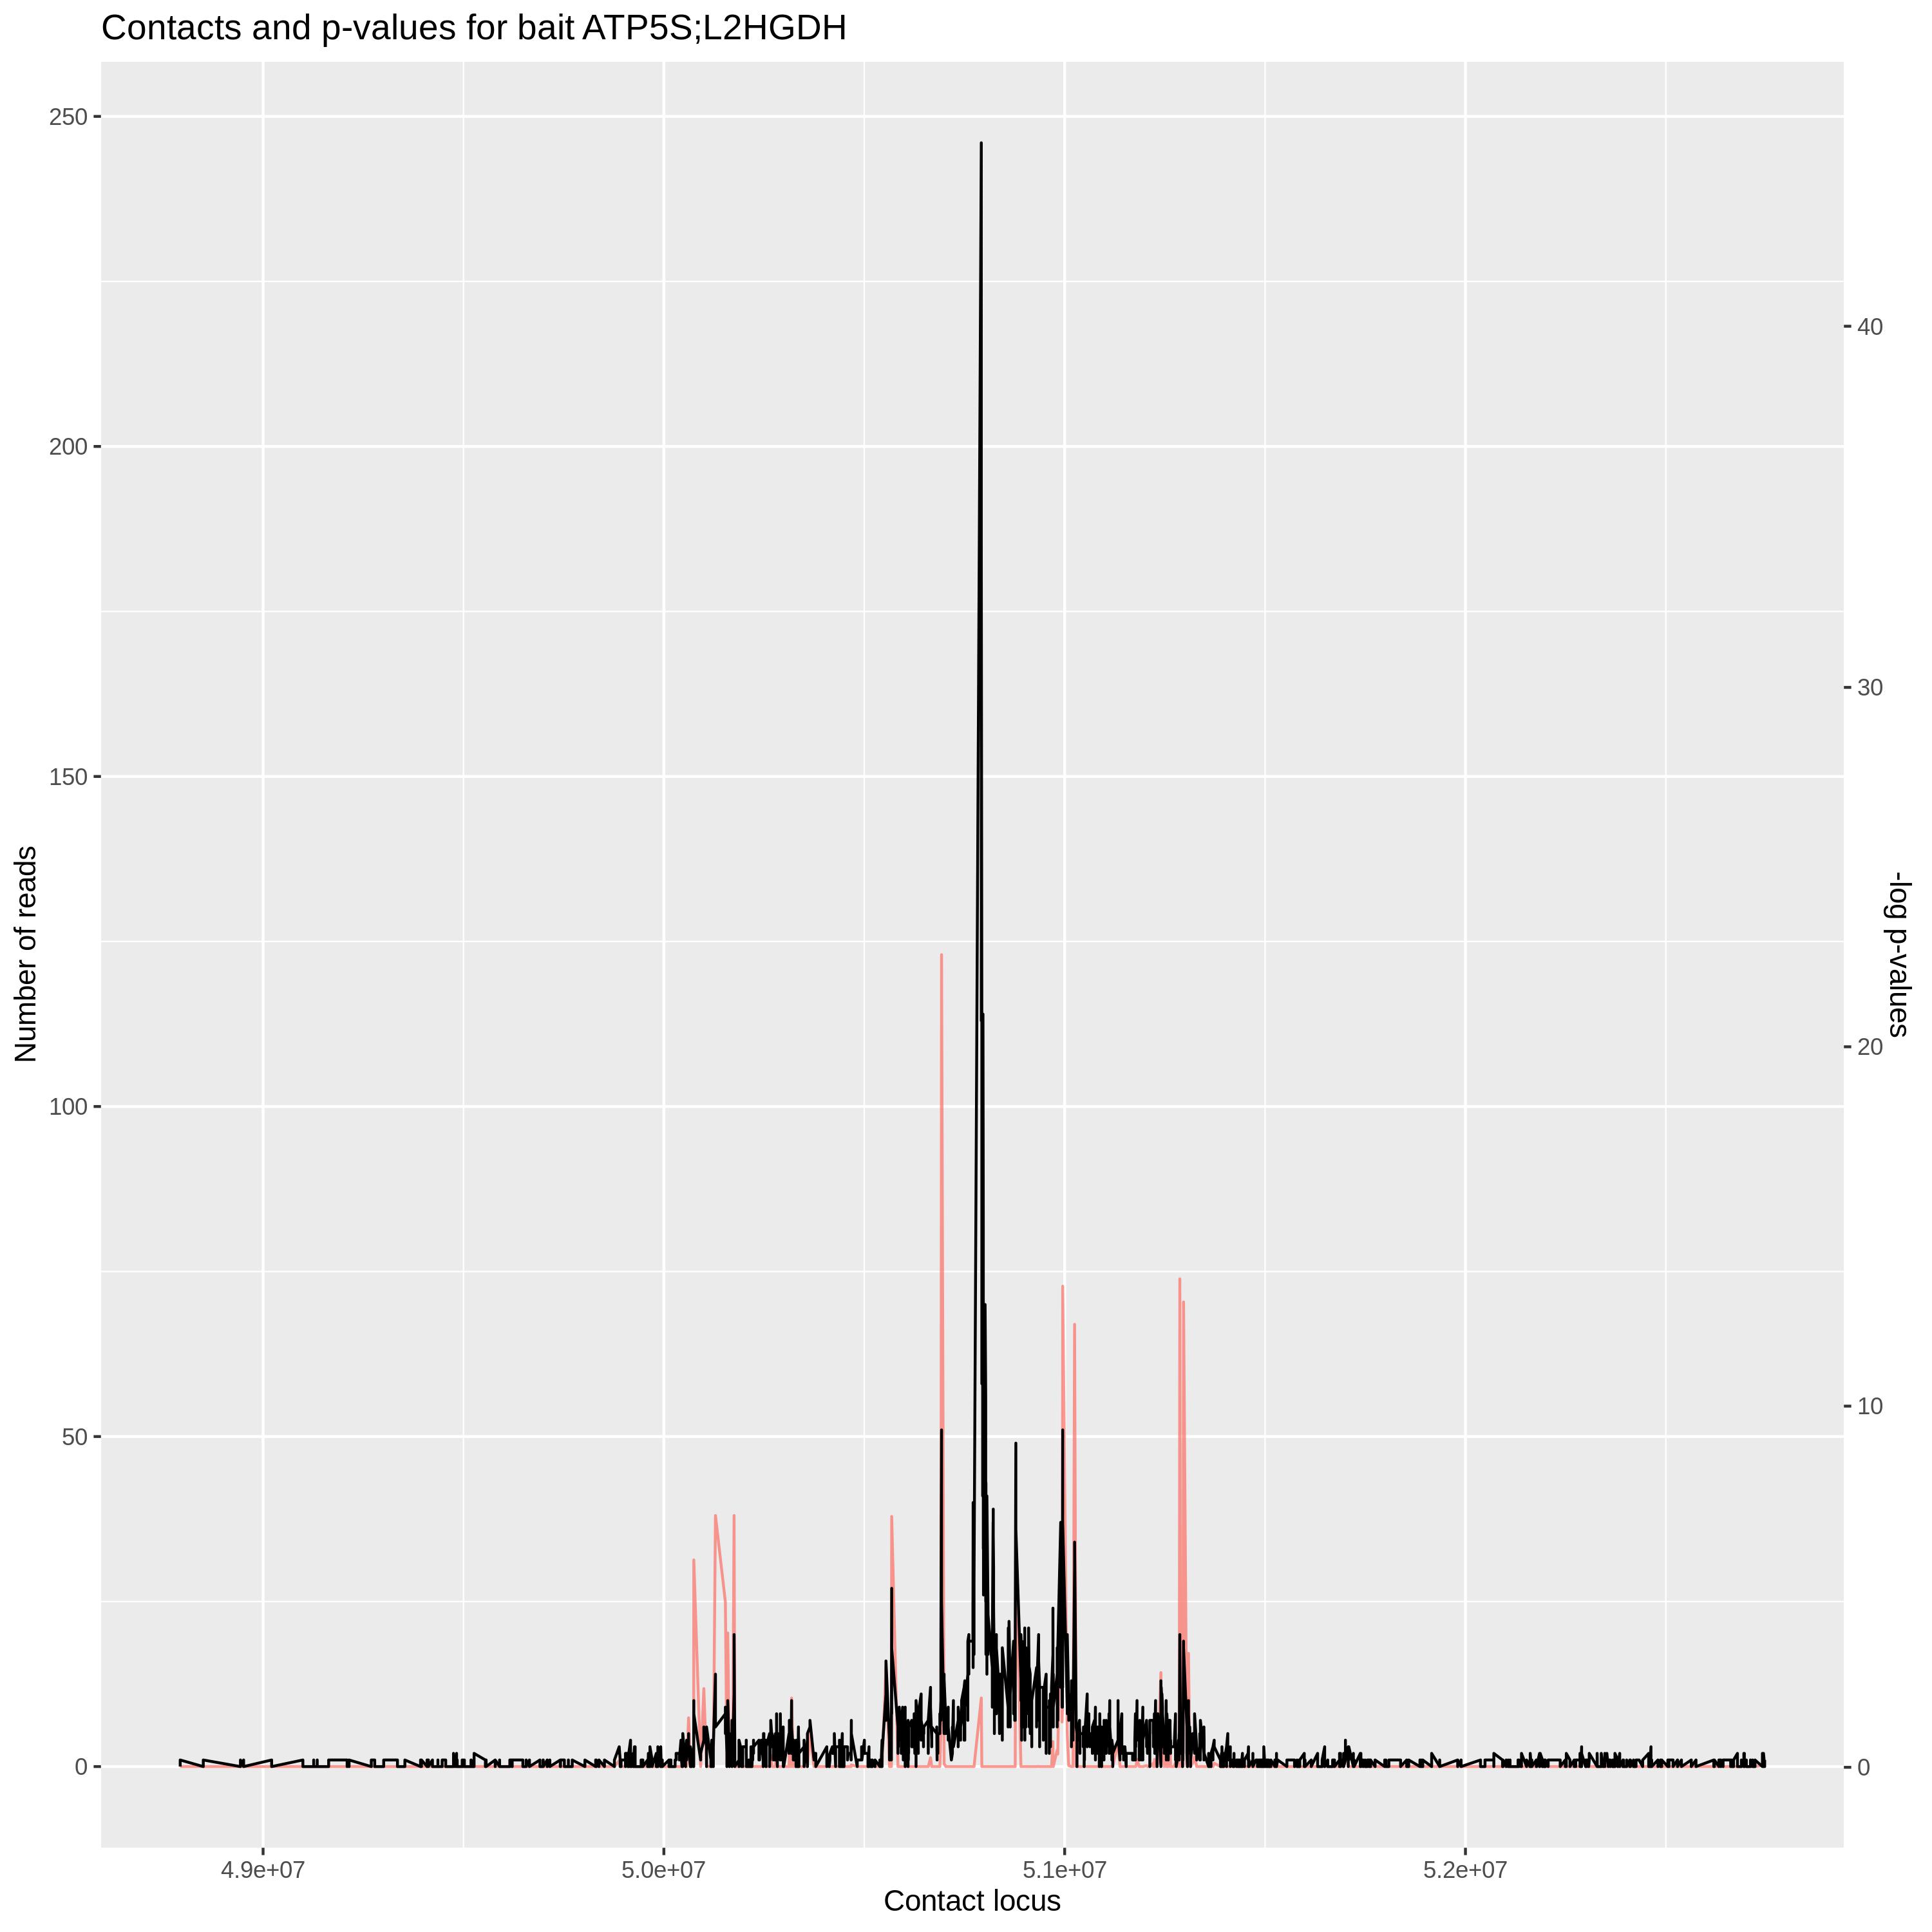 Contacts and p-values for bait ATP5S;L2HGDH
250
200
150
100
50
0
Number of reads
40
30
20
10
0
-log p-values
4.9e+07
5.0e+07
5.1e+07
5.2e+07
Contact locus